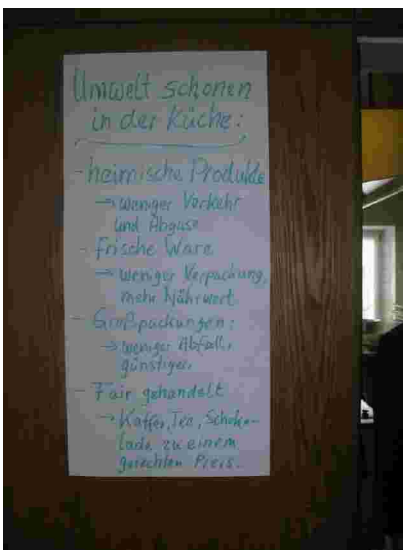 Umwelt schonen
in der Küche:
- heimische Produkte
→ weniger Verkehr
und Abgase
- Frische Ware
→ weniger Verpackung,
mehr Nährwert
- Großpackungen:
→ weniger Abfall,
günstiger
- Fair gehandelt
→ Kaffee, Tee, Schoko-
lade zu einem
gerechten Preis.